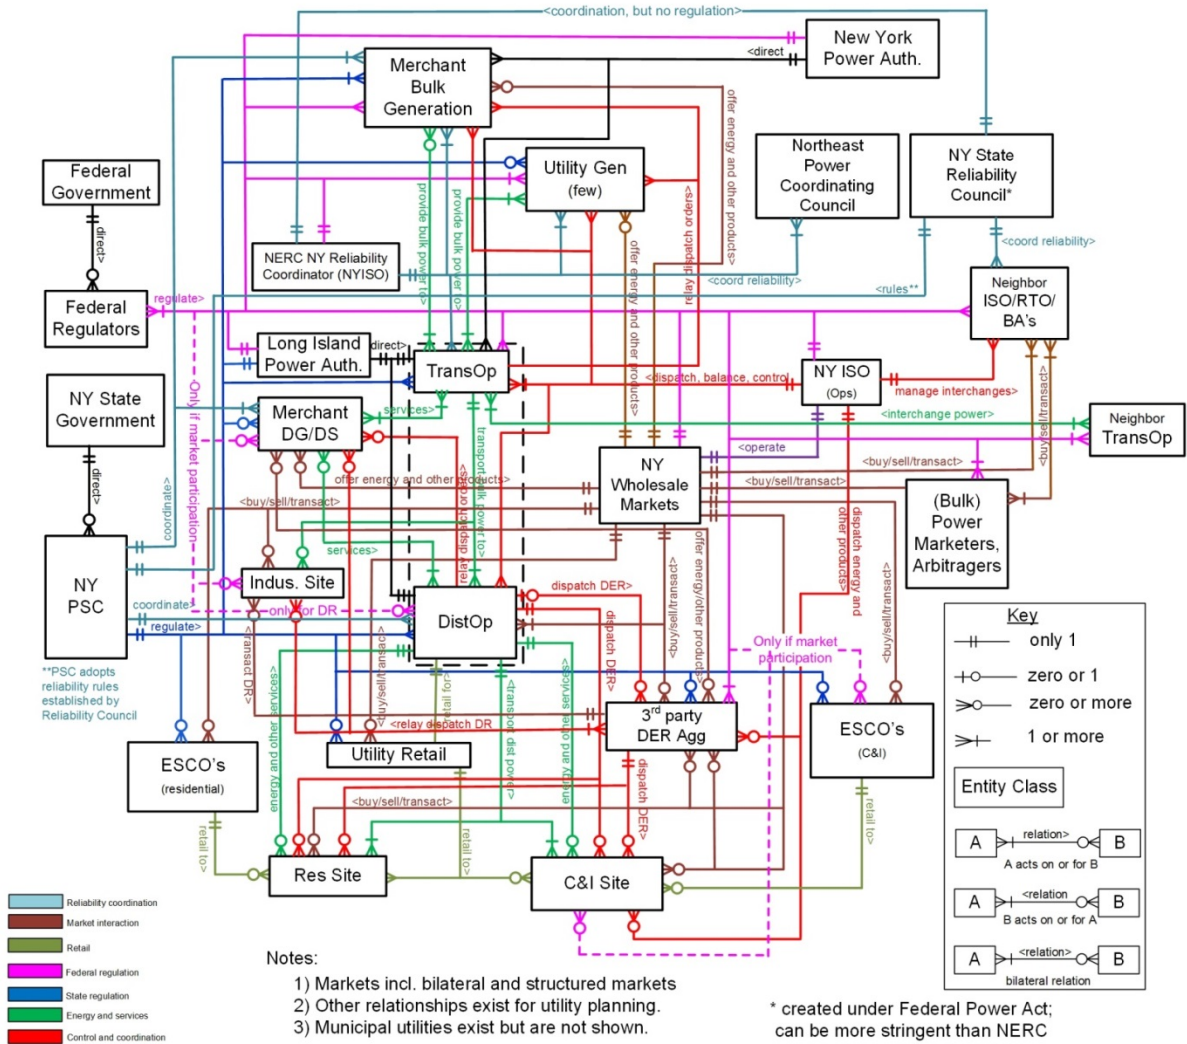 <coordination, but no regulation>
New York
Power Auth.
<direct
Merchant
Bulk
Generation
offer energy and other products>
Utility Gen
(few)
Northeast
Power
Coordinating
Council
NY State
Reliability
Council*
Federal
Government
direct>
provide bulk power to>
provide bulk power to>
relay dispatch orders>
offer energy and other products>
NERC NY Reliability
Coordinator (NYISO)
<coord reliability>
<coord reliability>
<rules**
Federal
Regulators
regulate>
Neighbor
ISO/RTO/
BA's
Long Island
Power Auth.
direct>
TransOp
<dispatch, balance, control
NY ISO
(Ops)
manage interchanges>
Only if market
participation
NY State
Government
direct>
Merchant
DG/DS
services>
<interchange power>
Neighbor
TransOp
<buy/sell/transact>
<operate
NY
Wholesale
Markets
<buy/sell/transact>
<buy/sell/transact
offer energy and other products>
<buy/sell/transact>
transport bulk power to>
relay dispatch orders>
(Bulk)
Power
Marketers,
Arbitragers
coordinate>
services>
dispatch energy and
other products>
NY
PSC
Indus. Site
dispatch DER>
<buy/sell/transact>
offer energy/other products>
<buy/sell/transact>
coordinate>
only for DR
DistOp
regulate>
Only if market
participation
**PSC adopts
reliability rules
established by
Reliability Council
<transact DR>
<buy/sell/transac>
<of retail for>
<transport dist power>
energy and other services>
energy and other services>
dispatch DER>
<relay dispatch DR
3rd party
DER Agg
ESCO's
(residential)
Utility Retail
ESCO's
(C&I)
dispatch DER>
<buy/sell/transact>
retail to>
retail to>
retail to>
Res Site
C&I Site
Key
only 1
zero or 1
zero or more
1 or more
Entity Class
A
relation>
B
A acts on or for B
A
<relation
B
B acts on or for A
A
<relation>
B
bilateral relation
Reliability coordination
Market interaction
Retail
Federal regulation
State regulation
Energy and services
Control and coordination
Notes:
1) Markets incl. bilateral and structured markets
2) Other relationships exist for utility planning.
3) Municipal utilities exist but are not shown.
* created under Federal Power Act;
can be more stringent than NERC